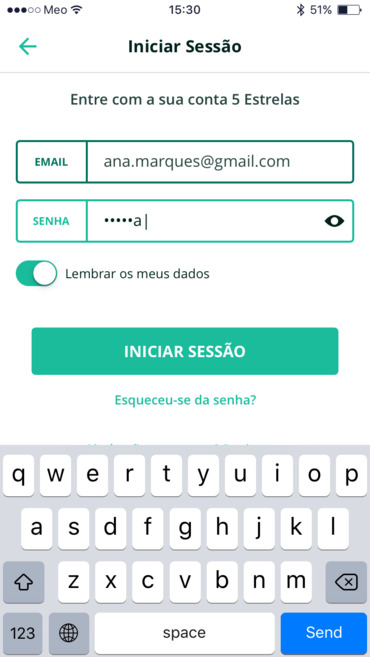 Meo 15:30 51%
Iniciar Sessão
Entre com a sua conta 5 Estrelas
EMAIL ana.marques@gmail.com
SENHA •••••a
Lembrar os meus dados
INICIAR SESSÃO
Esqueceu-se da senha?
q w e r t y u i o p
a s d f g h j k l
z x c v b n m
123 space Send